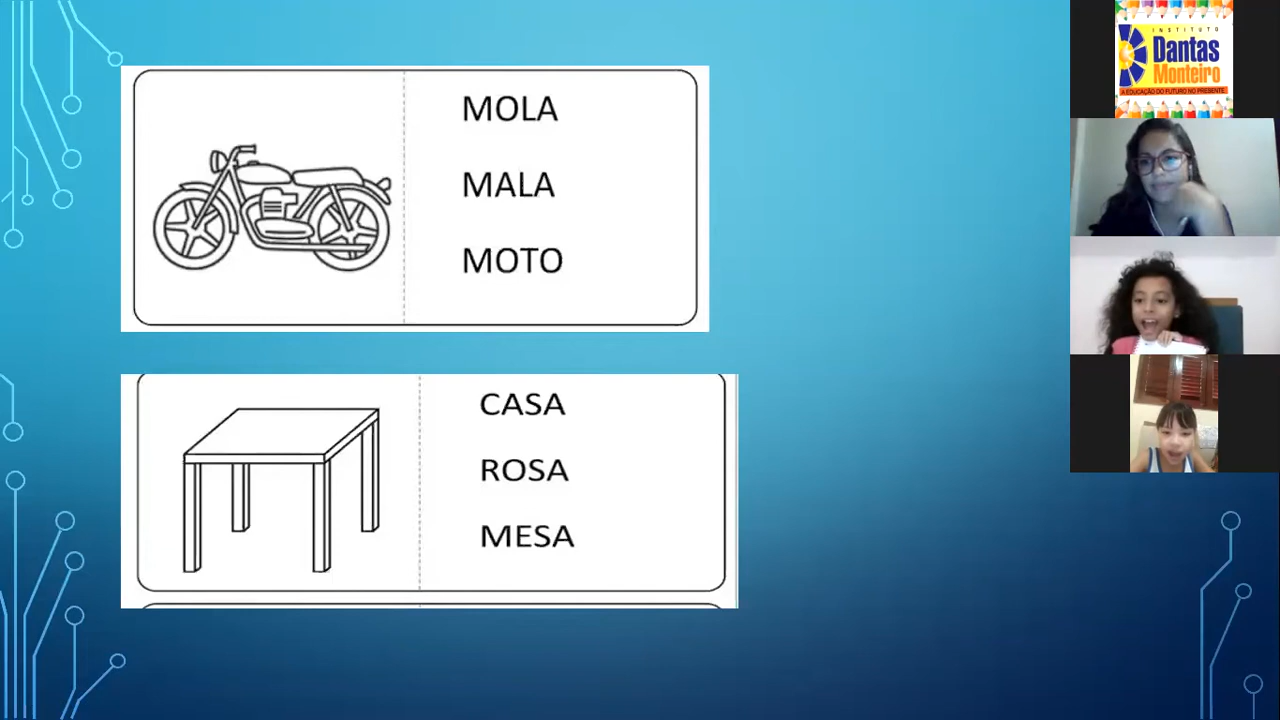 MOLA
MALA
MOTO
CASA
ROSA
MESA
INSTITUTO
Dantas
Monteiro
A EDUCAÇÃO DO FUTURO NO PRESENTE